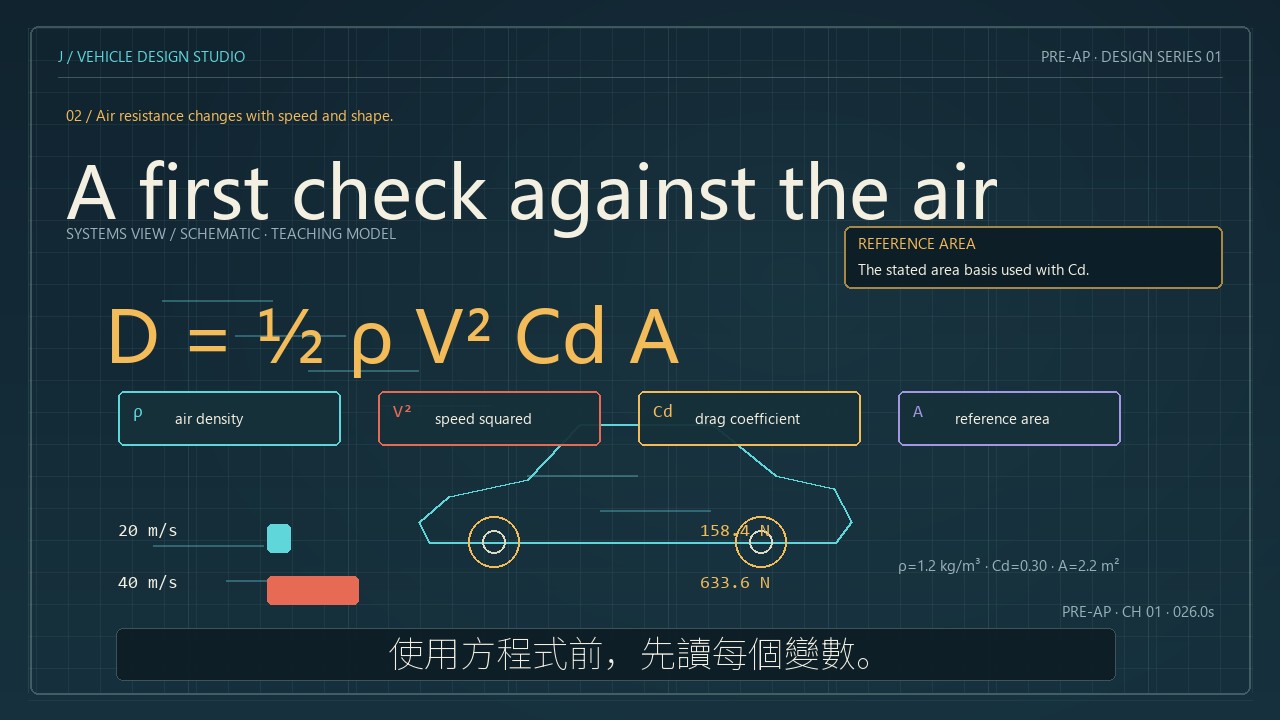 J / VEHICLE DESIGN STUDIO
PRE-AP · DESIGN SERIES 01
02 / Air resistance changes with speed and shape.
A first check against the air
SYSTEMS VIEW / SCHEMATIC · TEACHING MODEL
REFERENCE AREA
The stated area basis used with Cd.
D = ½ ρ V² Cd A
ρ air density
V² speed squared
Cd drag coefficient
A reference area
20 m/s
158.4 N
40 m/s
633.6 N
ρ=1.2 kg/m³ · Cd=0.30 · A=2.2 m²
PRE-AP · CH 01 · 026.0s
使用方程式前，先讀每個變數。